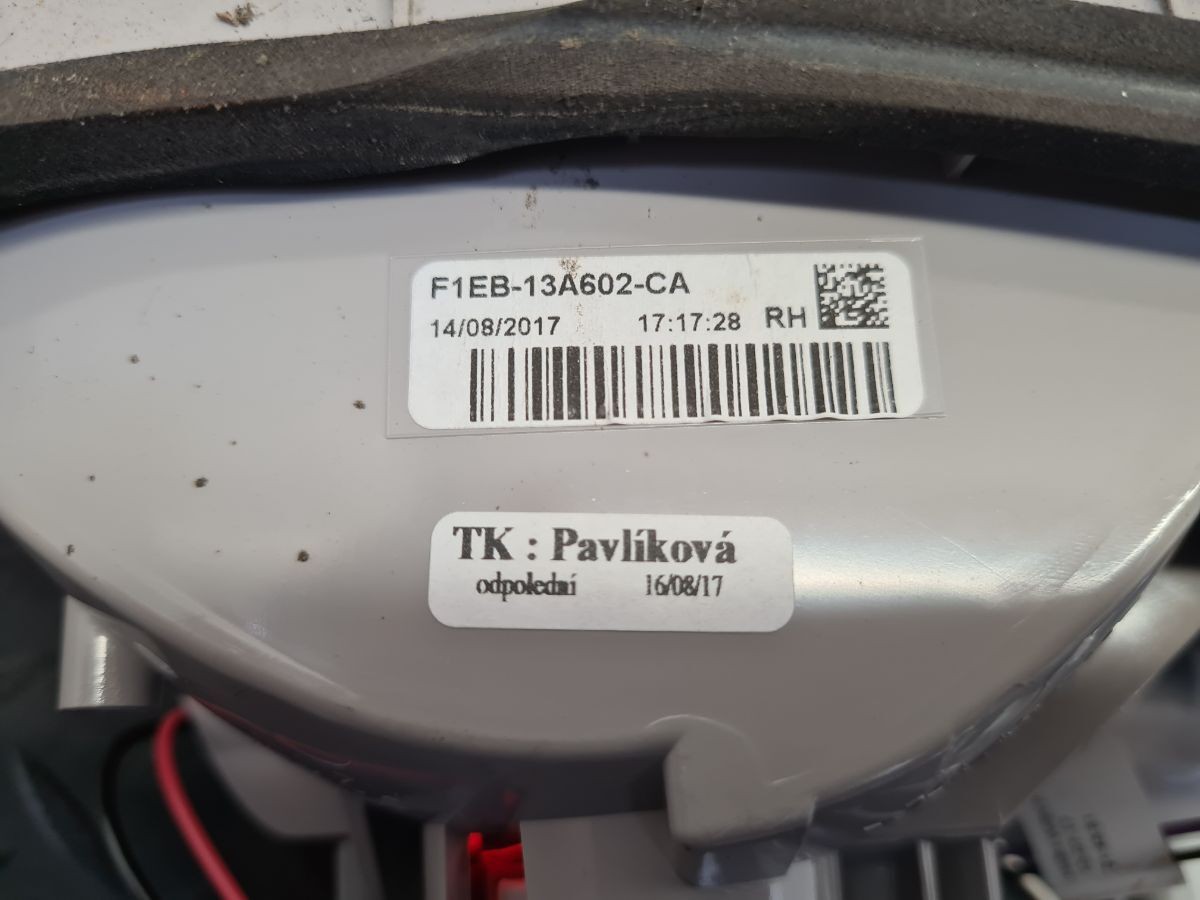 F1EB-13A602-CA
14/08/2017 17:17:28 RH
TK : Pavlíková
odpolední 16/08/17